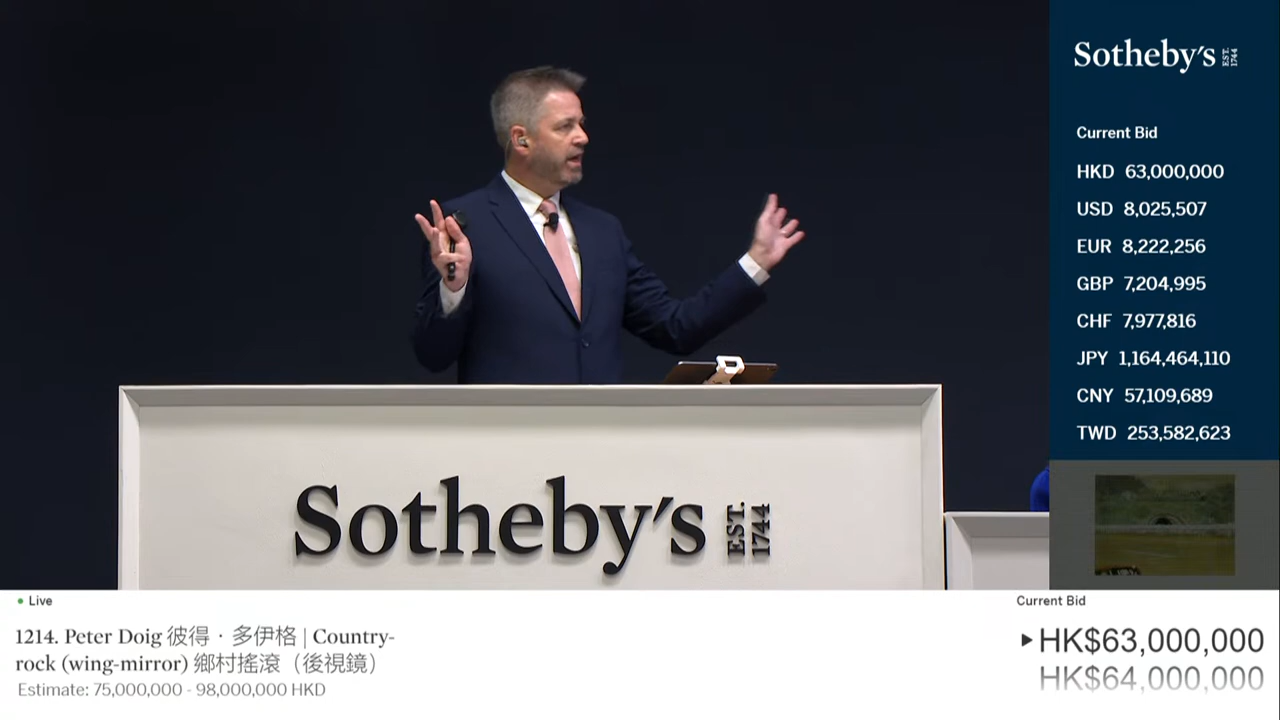 Sotheby's EST. 1744
Current Bid
HKD 63,000,000
USD 8,025,507
EUR 8,222,256
GBP 7,204,995
CHF 7,977,816
JPY 1,164,464,110
CNY 57,109,689
TWD 253,582,623
Sotheby's EST. 1744
Live
1214. Peter Doig 彼得・多伊格 | Country-
rock (wing-mirror) 鄉村搖滾（後視鏡）
Estimate: 75,000,000 - 98,000,000 HKD
Current Bid
HK$63,000,000
HK$64,000,000